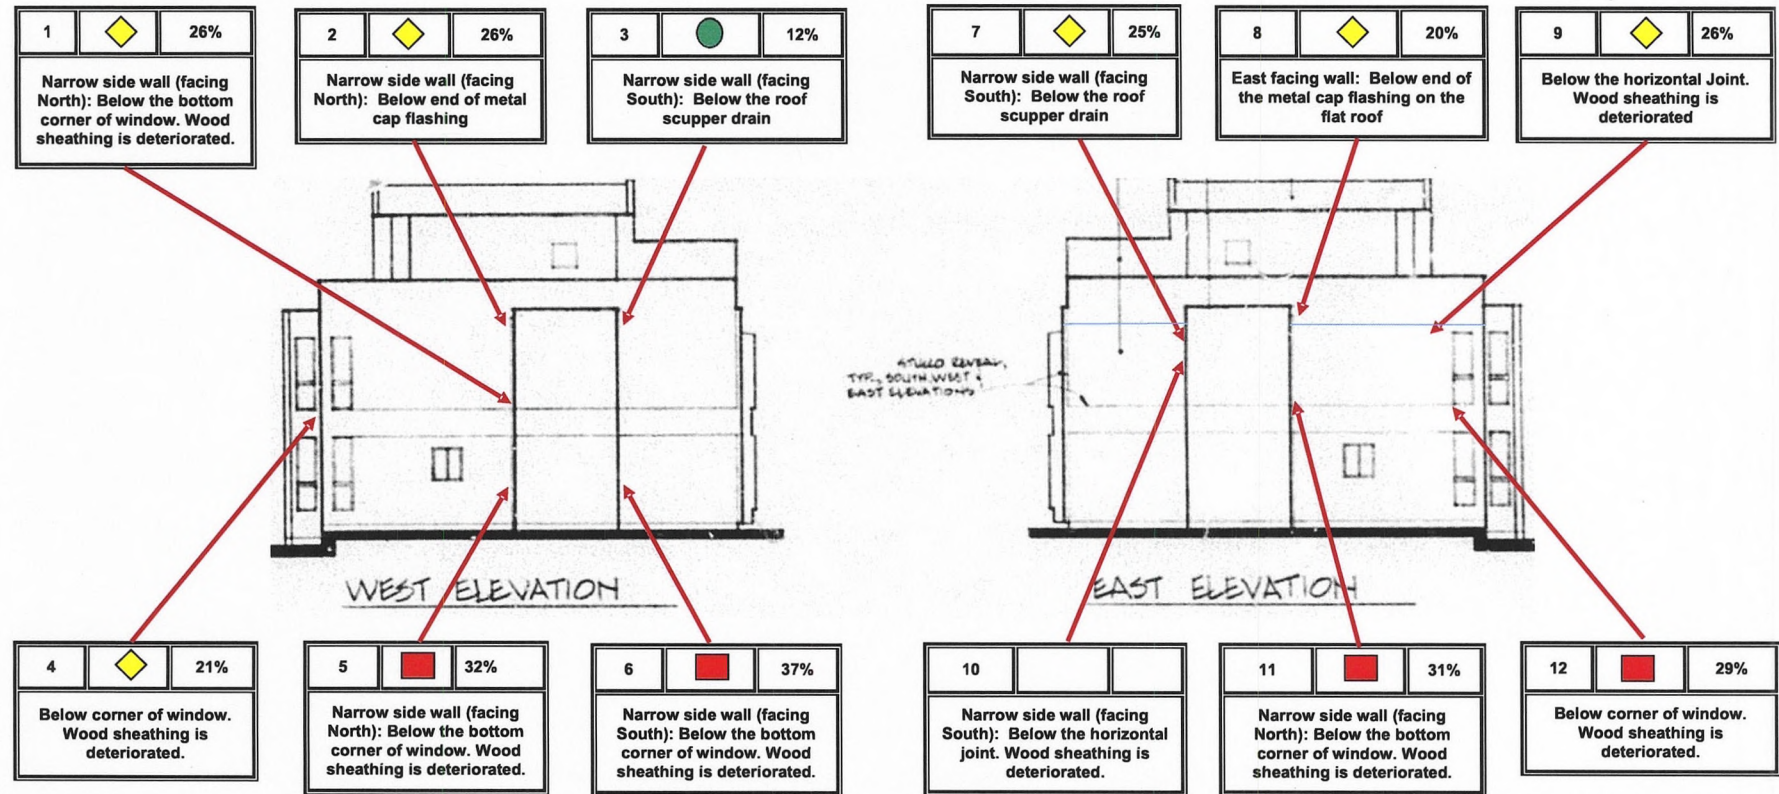 1 26%
Narrow side wall (facing
North): Below the bottom
corner of window. Wood
sheathing is deteriorated.
2 26%
Narrow side wall (facing
North): Below end of metal
cap flashing
3 12%
Narrow side wall (facing
South): Below the roof
scupper drain
7 25%
Narrow side wall (facing
South): Below the roof
scupper drain
8 20%
East facing wall: Below end of
the metal cap flashing on the
flat roof
9 26%
Below the horizontal Joint.
Wood sheathing is
deteriorated
STUCCO REVEAL,
TYP., SOUTH, WEST &
EAST ELEVATIONS
WEST ELEVATION
EAST ELEVATION
4 21%
Below corner of window.
Wood sheathing is
deteriorated.
5 32%
Narrow side wall (facing
North): Below the bottom
corner of window. Wood
sheathing is deteriorated.
6 37%
Narrow side wall (facing
South): Below the bottom
corner of window. Wood
sheathing is deteriorated.
10
Narrow side wall (facing
South): Below the horizontal
joint. Wood sheathing is
deteriorated.
11 31%
Narrow side wall (facing
North): Below the bottom
corner of window. Wood
sheathing is deteriorated.
12 29%
Below corner of window.
Wood sheathing is
deteriorated.